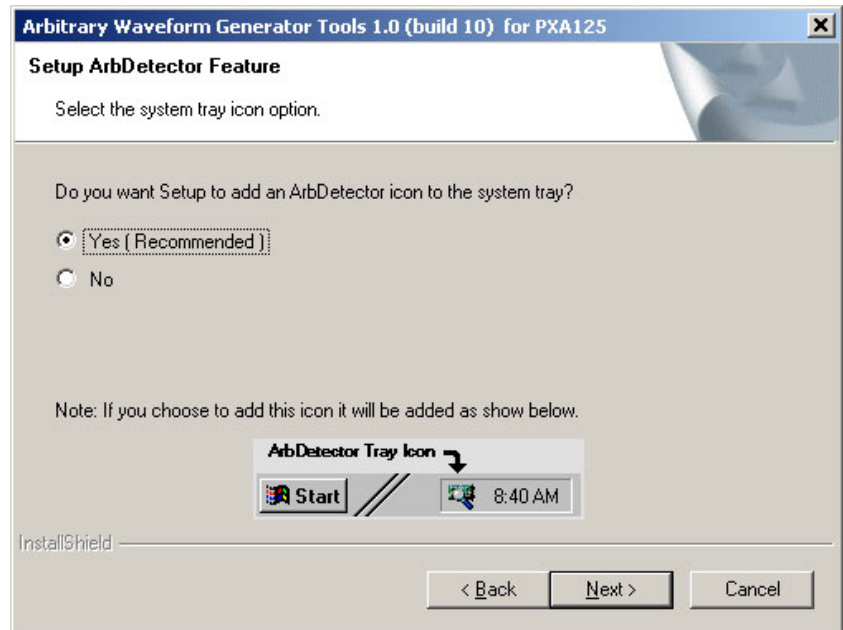 Arbitrary Waveform Generator Tools 1.0 (build 10) for PXA125
Setup ArbDetector Feature
Select the system tray icon option.
Do you want Setup to add an ArbDetector icon to the system tray?
Yes ( Recommended )
No
Note: If you choose to add this icon it will be added as show below.
ArbDetector Tray Icon
Start
8:40 AM
InstallShield
< Back
Next >
Cancel